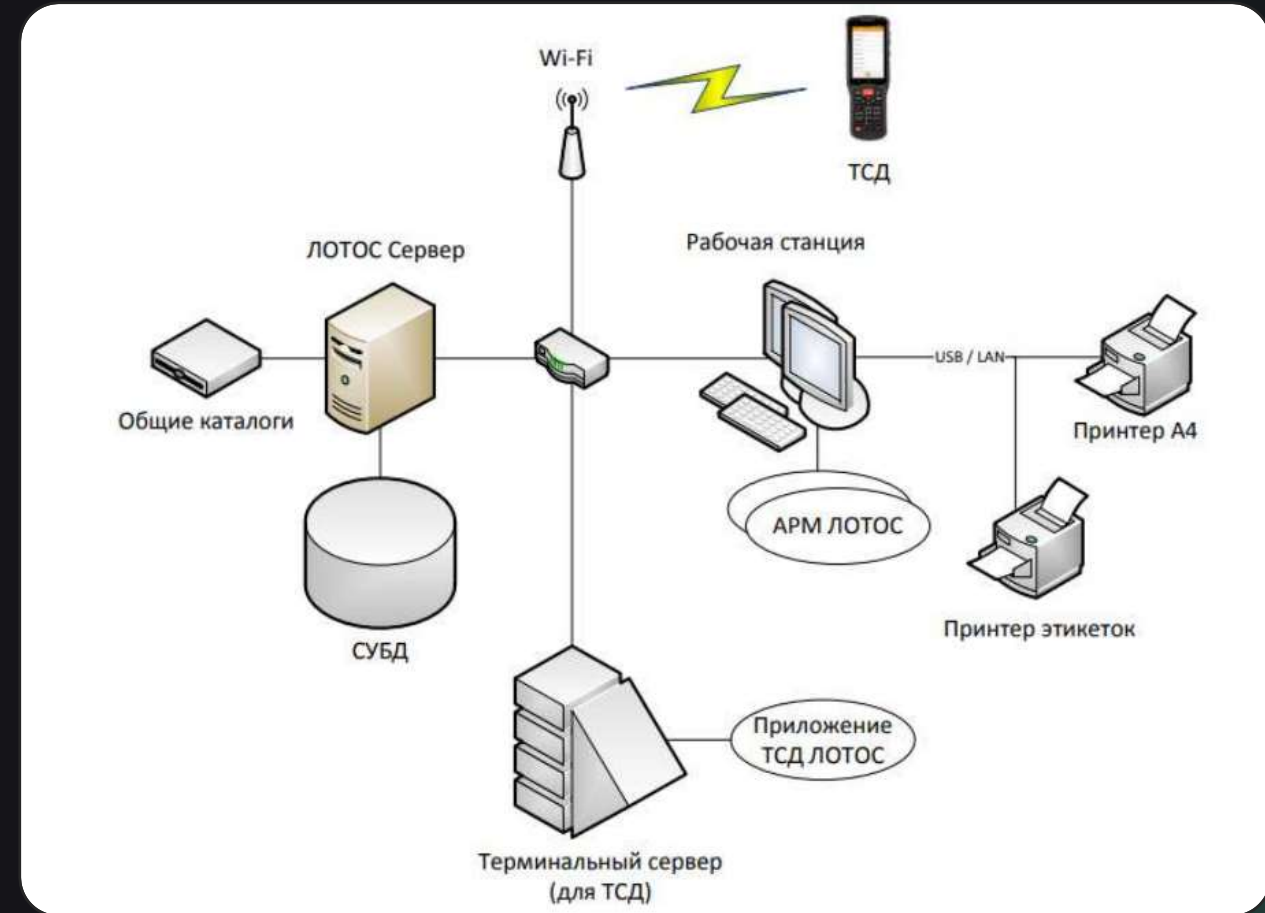 Wi-Fi
ТСД
ЛОТОС Сервер
Рабочая станция
USB / LAN
Общие каталоги
Принтер А4
АРМ ЛОТОС
СУБД
Принтер этикеток
Приложение
ТСД ЛОТОС
Терминальный сервер
(для ТСД)